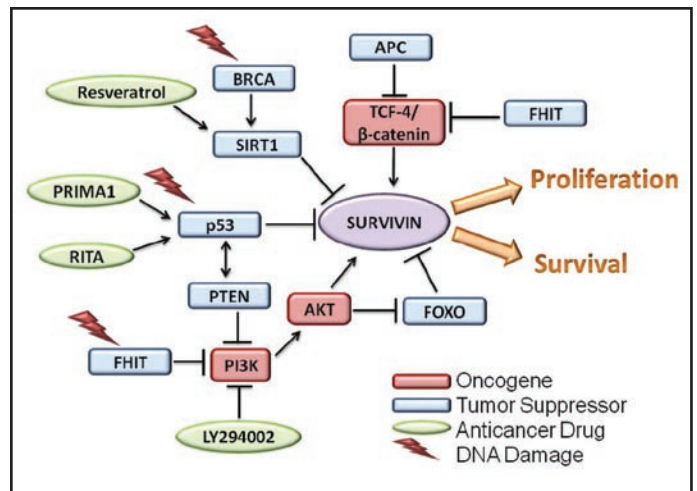 APC
BRCA
Resveratrol
TCF-4/
β-catenin
FHIT
SIRT1
Proliferation
PRIMA1
p53
SURVIVIN
RITA
Survival
PTEN
AKT
FOXO
FHIT
PI3K
Oncogene
Tumor Suppressor
Anticancer Drug
LY294002
DNA Damage